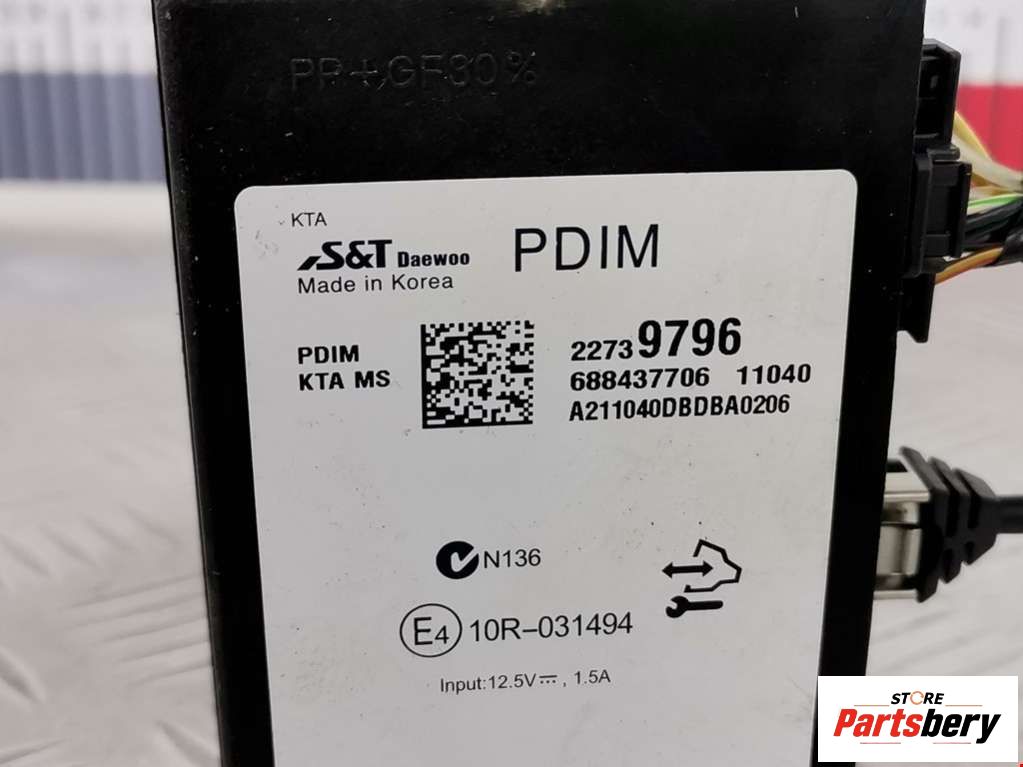 PP+GF30%
KTA
S&T Daewoo PDIM
Made in Korea
PDIM
KTA MS
22739796
688437706 11040
A211040DBDBA0206
N136
E4 10R-031494
Input:12.5V⎓, 1.5A
STORE
Partsbery